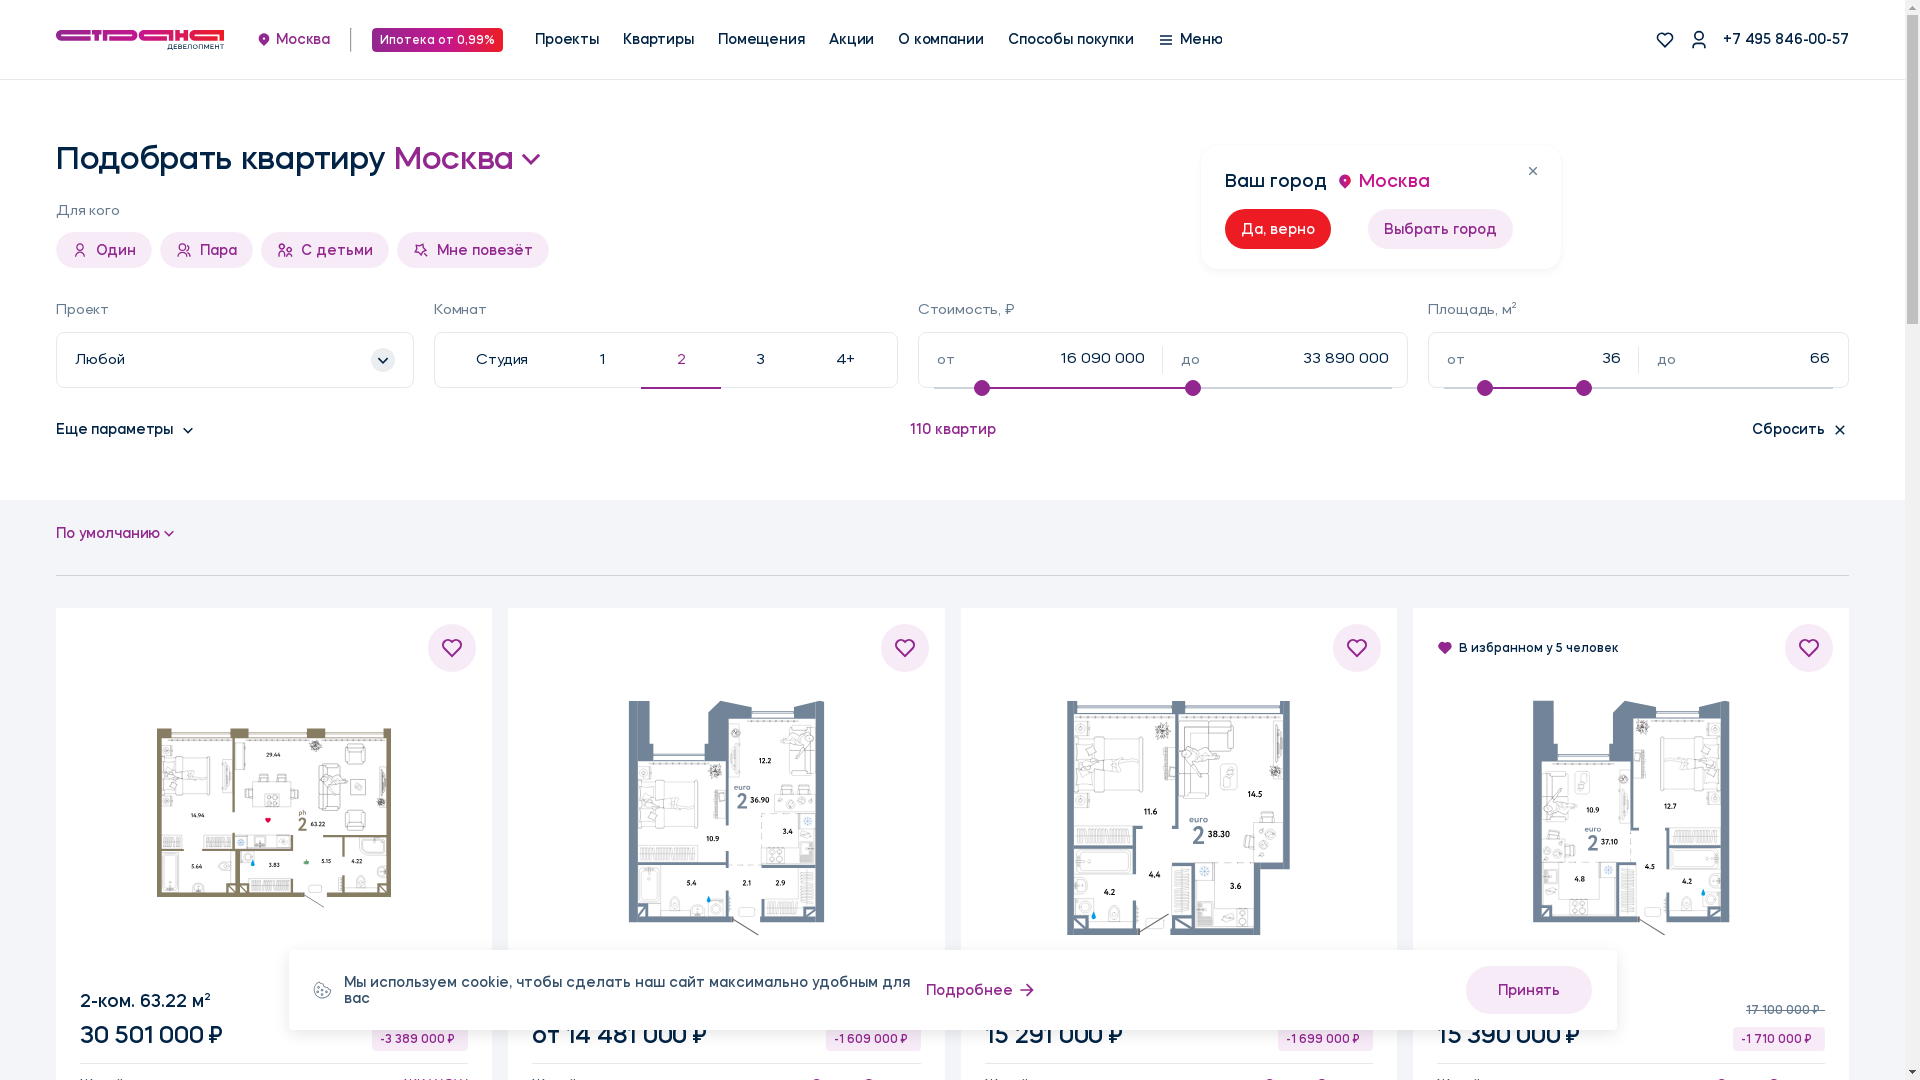 страна
ДЕВЕЛОПМЕНТ
Москва
Ипотека от 0,99%
Проекты
Квартиры
Помещения
Акции
О компании
Способы покупки
Меню
+7 495 846-00-57
Подобрать квартиру Москва
Ваш город Москва
Да, верно
Выбрать город
Для кого
Один
Пара
С детьми
Мне повезёт
Проект
Комнат
Стоимость, ₽
Площадь, м²
Любой
Студия
1
2
3
4+
от 16 090 000
до 33 890 000
от 36
до 66
Еще параметры
110 квартир
Сбросить
По умолчанию
В избранном у 5 человек
29.44
14.94
ph
2 63.22
5.64
3.83
5.15
4.22
12.2
euro
2 36.90
3.4
10.9
5.4
2.1
2.9
11.6
14.5
euro
2 38.30
4.4
4.2
3.6
10.9
12.7
euro
2 37.10
4.8
4.5
4.2
Мы используем cookie, чтобы сделать наш сайт максимально удобным для
вас
Подробнее
Принять
2-ком. 63.22 м²
30 501 000 ₽
-3 389 000 ₽
от 14 481 000 ₽
-1 609 000 ₽
15 291 000 ₽
-1 699 000 ₽
17 100 000 ₽
15 390 000 ₽
-1 710 000 ₽